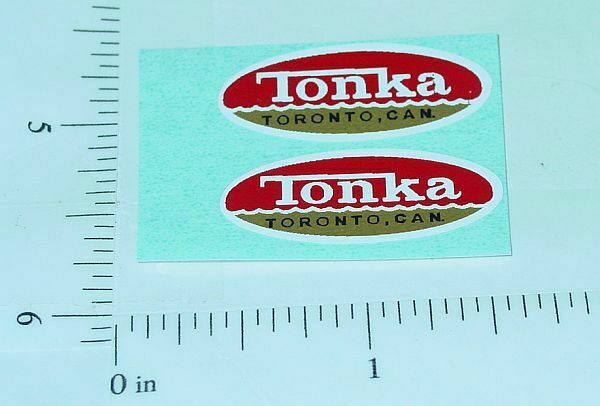 Tonka
TORONTO, CAN.
Tonka
TORONTO, CAN.
5
6
0 in
1